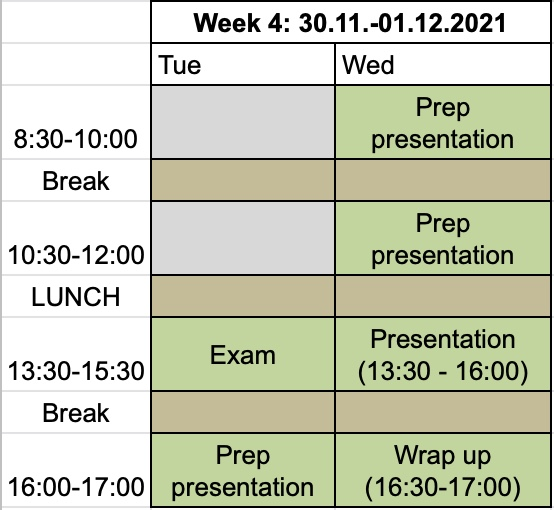 Week 4: 30.11.-01.12.2021
Tue Wed
8:30-10:00 Prep
presentation
Break
10:30-12:00 Prep
presentation
LUNCH
13:30-15:30 Exam Presentation
(13:30 - 16:00)
Break
16:00-17:00 Prep
presentation Wrap up
(16:30-17:00)